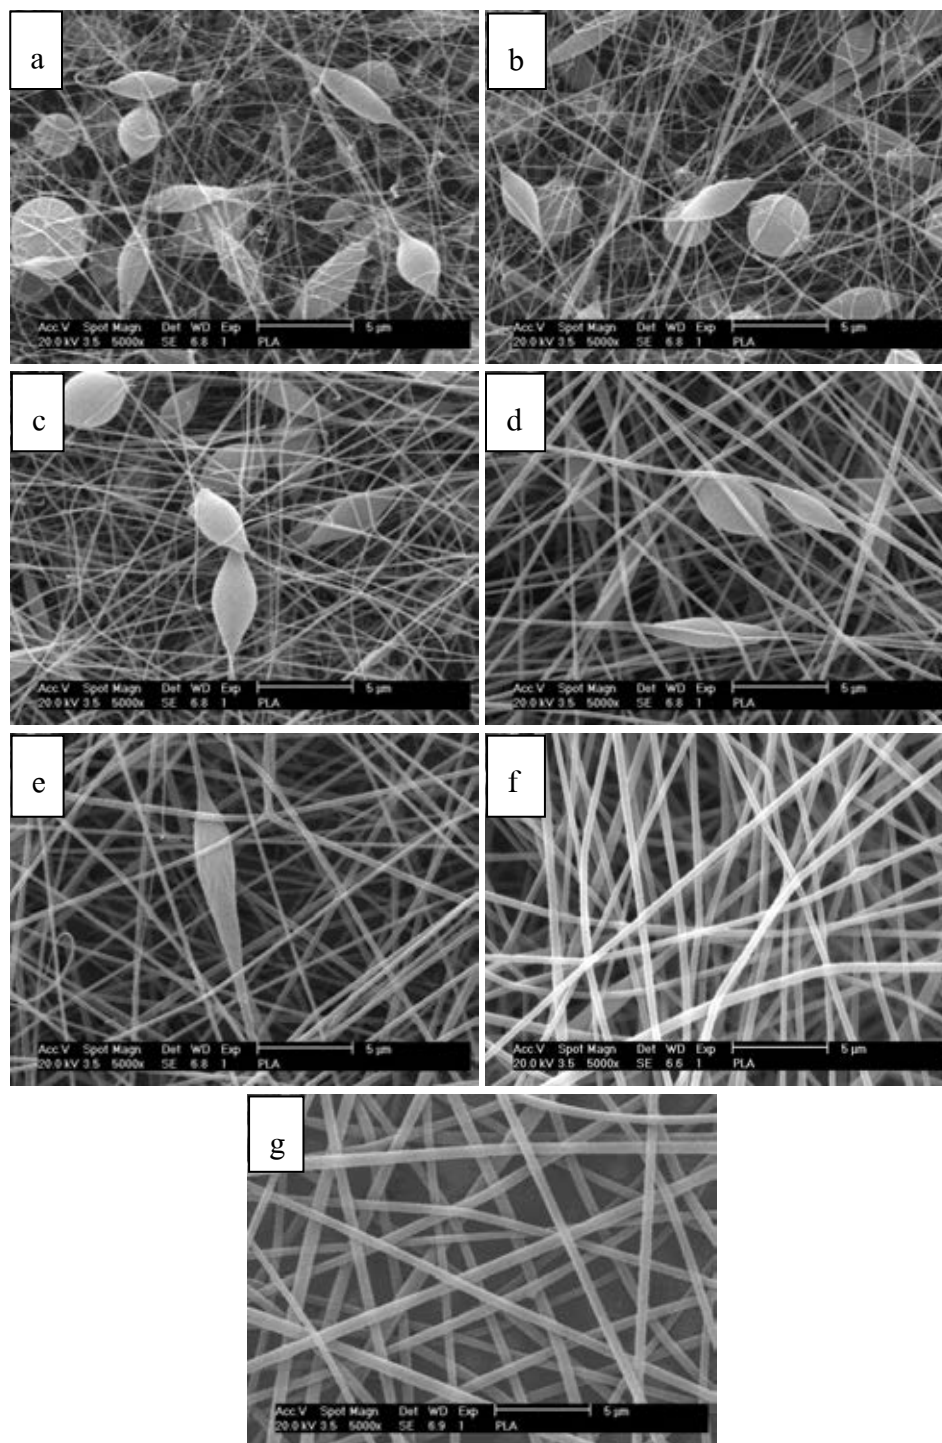 a
Acc.V Spot Magn Det WD Exp 5 µm
20.0 kV 3.5 5000x SE 6.8 1 PLA
b
Acc.V Spot Magn Det WD Exp 5 µm
20.0 kV 3.5 5000x SE 6.8 1 PLA
c
Acc.V Spot Magn Det WD Exp 5 µm
20.0 kV 3.5 5000x SE 6.8 1 PLA
d
Acc.V Spot Magn Det WD Exp 5 µm
20.0 kV 3.5 5000x SE 6.8 1 PLA
e
Acc.V Spot Magn Det WD Exp 5 µm
20.0 kV 3.5 5000x SE 6.8 1 PLA
f
Acc.V Spot Magn Det WD Exp 5 µm
20.0 kV 3.5 5000x SE 6.6 1 PLA
g
Acc.V Spot Magn Det WD Exp 5 µm
20.0 kV 3.5 5000x SE 6.9 1 PLA